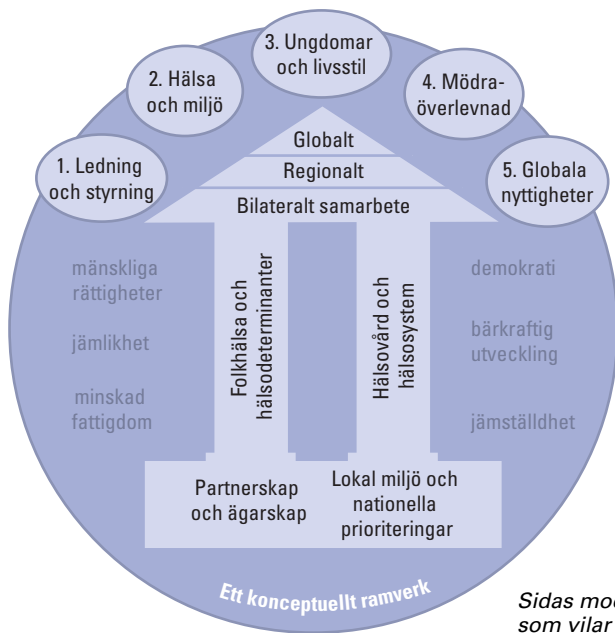 3. Ungdomar
och livsstil
2. Hälsa
och miljö
4. Mödra-
överlevnad
1. Ledning
och styrning
5. Globala
nyttigheter
Globalt
Regionalt
Bilateralt samarbete
mänskliga
rättigheter
jämlikhet
minskad
fattigdom
Folkhälsa och
hälsodeterminanter
Hälsovård och
hälsosystem
demokrati
bärkraftig
utveckling
jämställdhet
Partnerskap
och ägarskap
Lokal miljö och
nationella
prioriteringar
Ett konceptuellt ramverk
Sidas
som vilar